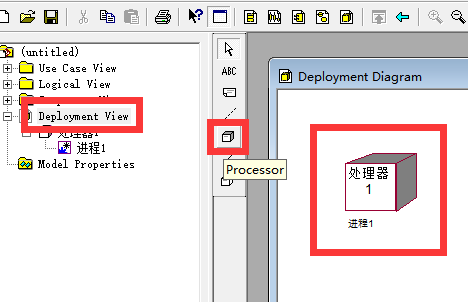 (untitled)
Use Case View
Logical View
Deployment View
处理器1
进程1
Model Properties
ABC
Processor
Deployment Diagram
处理器
1
进程1